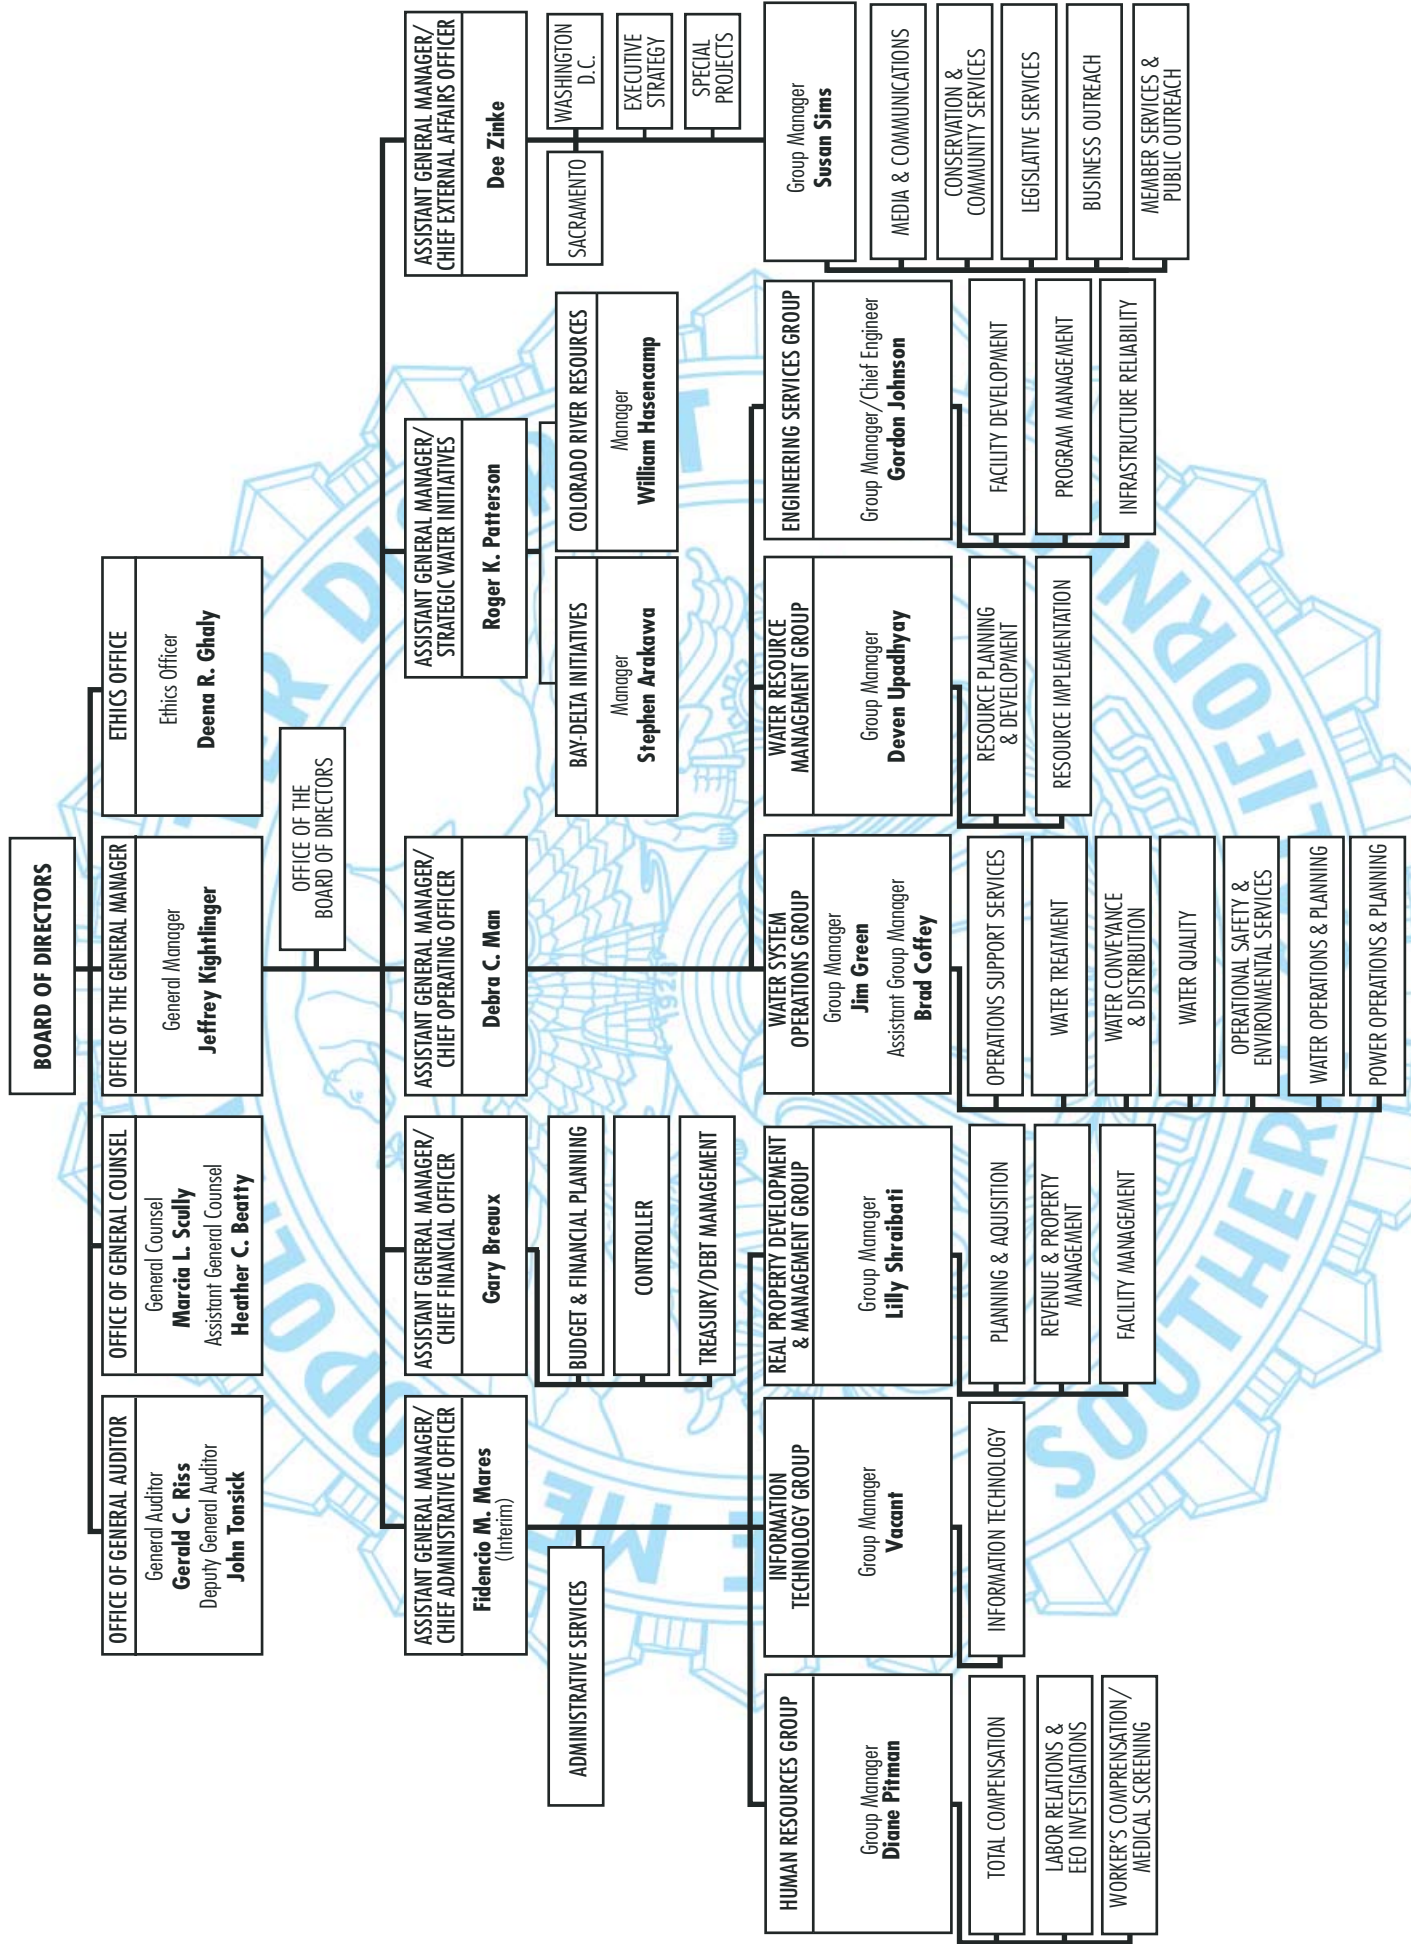 BOARD OF DIRECTORS
OFFICE OF GENERAL AUDITOR
General Auditor
Gerald C. Riss
Deputy General Auditor
John Tonsick
OFFICE OF GENERAL COUNSEL
General Counsel
Marcia L. Scully
Assistant General Counsel
Heather C. Beatty
OFFICE OF THE GENERAL MANAGER
General Manager
Jeffrey Kightlinger
ETHICS OFFICE
Ethics Officer
Deena R. Ghaly
OFFICE OF THE
BOARD OF DIRECTORS
ASSISTANT GENERAL MANAGER/
CHIEF ADMINISTRATIVE OFFICER
Fidencio M. Mares
(Interim)
ASSISTANT GENERAL MANAGER/
CHIEF FINANCIAL OFFICER
Gary Breaux
ASSISTANT GENERAL MANAGER/
CHIEF OPERATING OFFICER
Debra C. Man
ASSISTANT GENERAL MANAGER/
STRATEGIC WATER INITIATIVES
Roger K. Patterson
ASSISTANT GENERAL MANAGER/
CHIEF EXTERNAL AFFAIRS OFFICER
Dee Zinke
ADMINISTRATIVE SERVICES
BUDGET & FINANCIAL PLANNING
CONTROLLER
TREASURY/DEBT MANAGEMENT
BAY-DELTA INITIATIVES
Manager
Stephen Arakawa
COLORADO RIVER RESOURCES
Manager
William Hasencamp
SACRAMENTO
WASHINGTON
D.C.
EXECUTIVE
STRATEGY
SPECIAL
PROJECTS
HUMAN RESOURCES GROUP
Group Manager
Diane Pitman
TOTAL COMPENSATION
LABOR RELATIONS &
EEO INVESTIGATIONS
WORKER'S COMPRENSATION/
MEDICAL SCREENING
INFORMATION
TECHNOLOGY GROUP
Group Manager
Vacant
INFORMATION TECHNOLOGY
REAL PROPERTY DEVELOPMENT
& MANAGEMENT GROUP
Group Manager
Lilly Shraibati
PLANNING & AQUISITION
REVENUE & PROPERTY
MANAGEMENT
FACILITY MANAGEMENT
WATER SYSTEM
OPERATIONS GROUP
Group Manager
Jim Green
Assistant Group Manager
Brad Coffey
OPERATIONS SUPPORT SERVICES
WATER TREATMENT
WATER CONVEYANCE
& DISTRIBUTION
WATER QUALITY
OPERATIONAL SAFETY &
ENVIRONMENTAL SERVICES
WATER OPERATIONS & PLANNING
POWER OPERATIONS & PLANNING
WATER RESOURCE
MANAGEMENT GROUP
Group Manager
Deven Upadhyay
RESOURCE PLANNING
& DEVELOPMENT
RESOURCE IMPLEMENTATION
ENGINEERING SERVICES GROUP
Group Manager/Chief Engineer
Gordon Johnson
FACILITY DEVELOPMENT
PROGRAM MANAGEMENT
INFRASTRUCTURE RELIABILITY
Group Manager
Susan Sims
MEDIA & COMMUNICATIONS
CONSERVATION &
COMMUNITY SERVICES
LEGISLATIVE SERVICES
BUSINESS OUTREACH
MEMBER SERVICES &
PUBLIC OUTREACH
1928